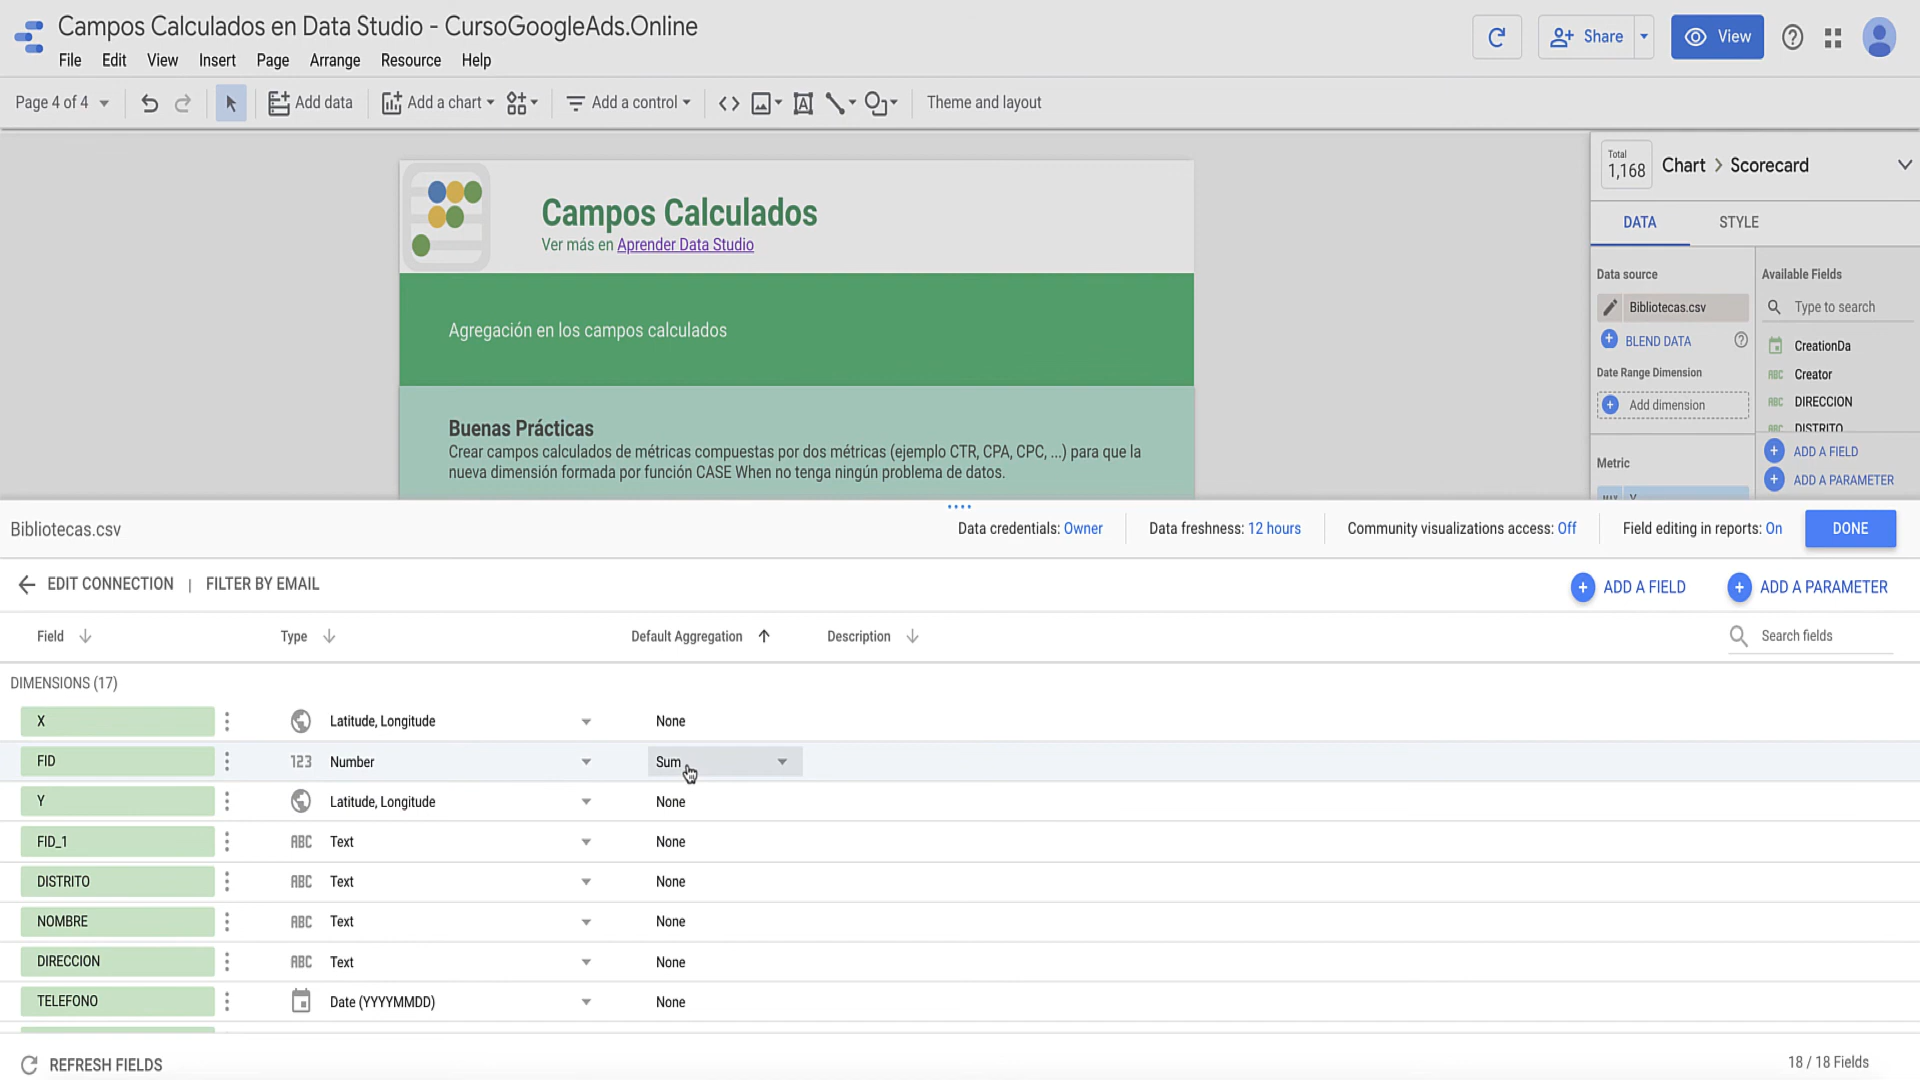 Campos Calculados en Data Studio - CursoGoogleAds.Online
File Edit View Insert Page Arrange Resource Help
Share
View
Page 4 of 4
Add data
Add a chart
Add a control
Theme and layout
Campos Calculados
Ver más en Aprender Data Studio
Agregación en los campos calculados
Buenas Prácticas
Crear campos calculados de métricas compuestas por dos métricas (ejemplo CTR, CPA, CPC, ...) para que la
nueva dimensión formada por función CASE When no tenga ningún problema de datos.
Total
1,168
Chart > Scorecard
DATA STYLE
Data source
Bibliotecas.csv
BLEND DATA
Date Range Dimension
Add dimension
Metric
Available Fields
Type to search
CreationDa
ABC Creator
ABC DIRECCION
ABC DISTRITO
ADD A FIELD
ADD A PARAMETER
Bibliotecas.csv
Data credentials: Owner
Data freshness: 12 hours
Community visualizations access: Off
Field editing in reports: On
DONE
EDIT CONNECTION | FILTER BY EMAIL
ADD A FIELD
ADD A PARAMETER
Field Type Default Aggregation Description
Search fields
DIMENSIONS (17)
X Latitude, Longitude None
FID 123 Number Sum
Y Latitude, Longitude None
FID_1 ABC Text None
DISTRITO ABC Text None
NOMBRE ABC Text None
DIRECCION ABC Text None
TELEFONO Date (YYYYMMDD) None
REFRESH FIELDS
18 / 18 Fields